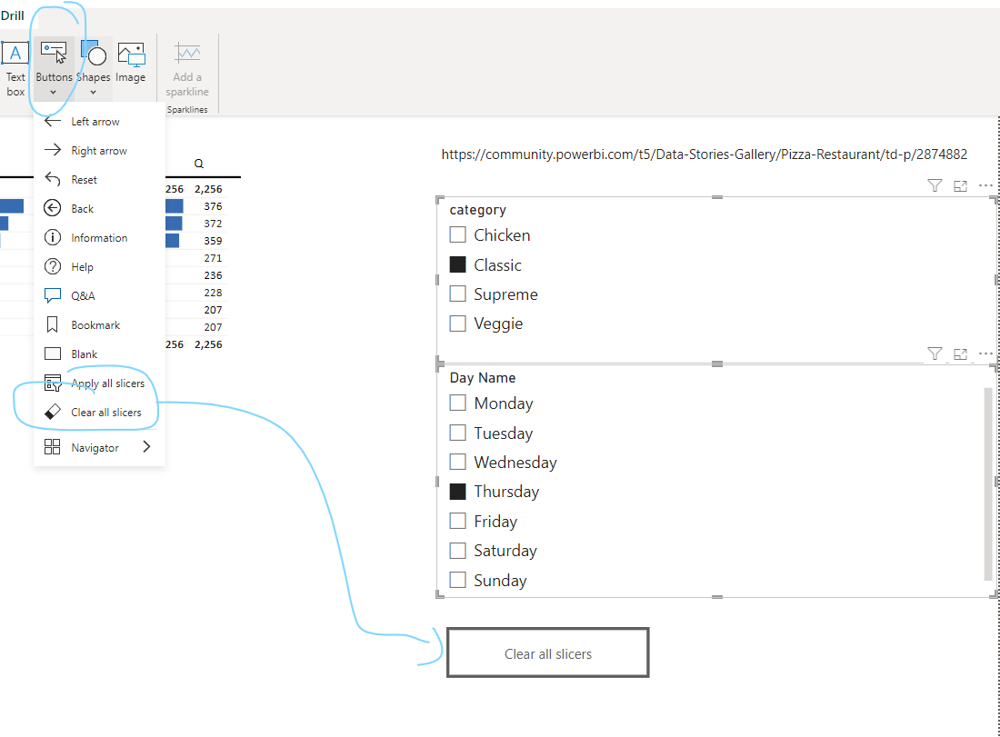 Drill
Text box
Buttons
Shapes
Image
Add a sparkline
Sparklines
Left arrow
Right arrow
Reset
Back
Information
Help
Q&A
Bookmark
Blank
Apply all slicers
Clear all slicers
Navigator
Q
256 2,256
376
372
359
271
236
228
207
207
256 2,256
https://community.powerbi.com/t5/Data-Stories-Gallery/Pizza-Restaurant/td-p/2874882
category
Chicken
Classic
Supreme
Veggie
Day Name
Monday
Tuesday
Wednesday
Thursday
Friday
Saturday
Sunday
Clear all slicers